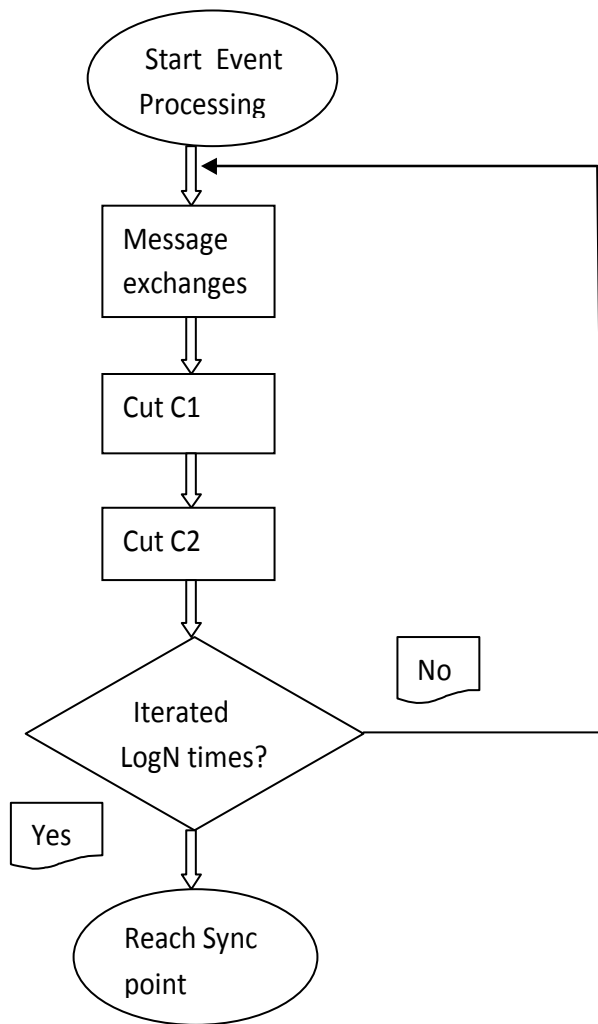 Start Event
Processing
Message
exchanges
Cut C1
Cut C2
No
Iterated
LogN times?
Yes
Reach Sync
point